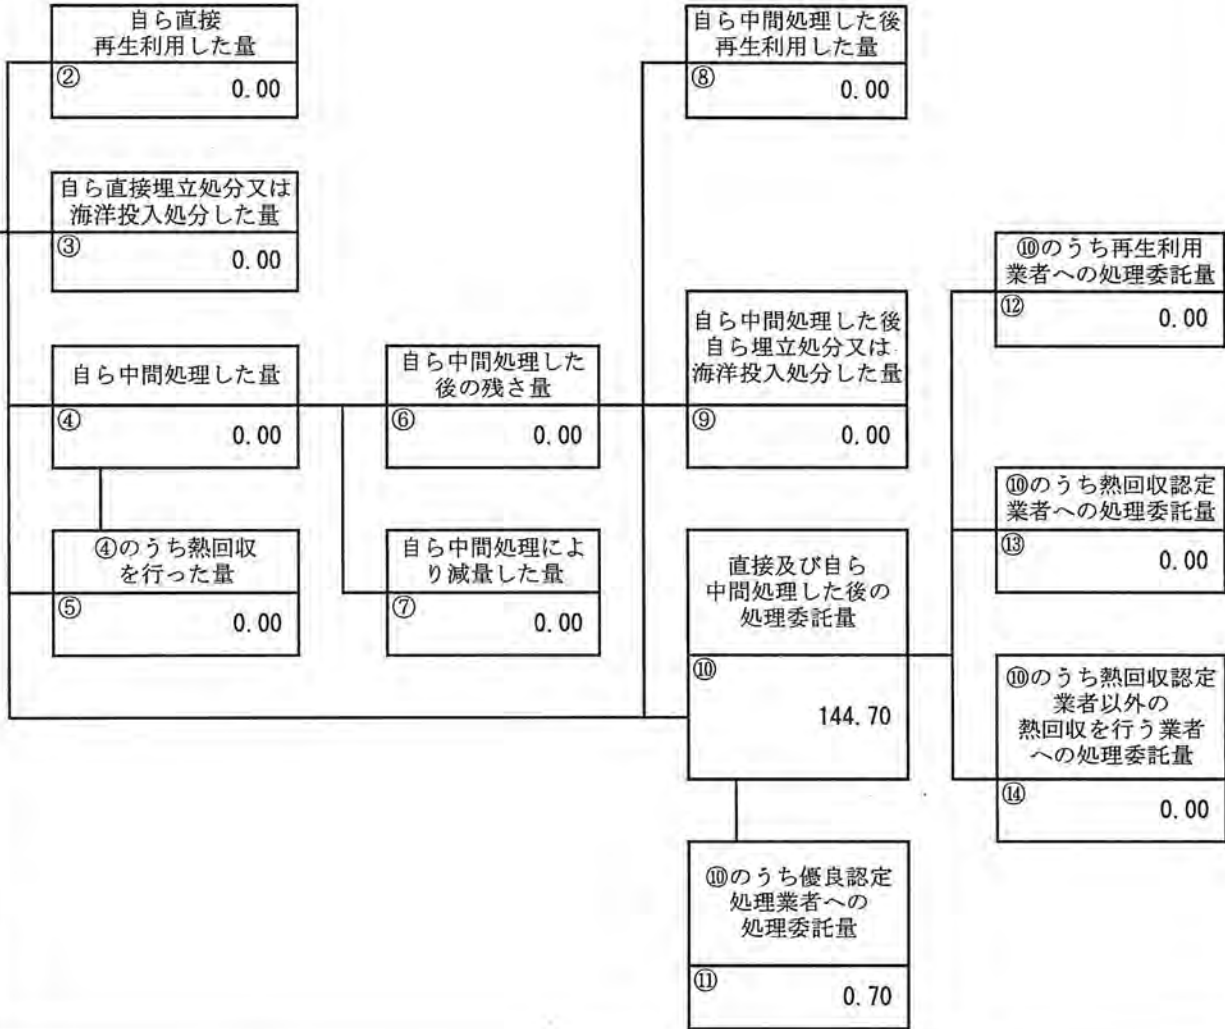 自ら直接
再生利用した量
② 0.00
自ら直接埋立処分又は
海洋投入処分した量
③ 0.00
自ら中間処理した量
④ 0.00
④のうち熱回収
を行った量
⑤ 0.00
自ら中間処理した
後の残さ量
⑥ 0.00
自ら中間処理によ
り減量した量
⑦ 0.00
自ら中間処理した後
再生利用した量
⑧ 0.00
自ら中間処理した後
自ら埋立処分又は
海洋投入処分した量
⑨ 0.00
直接及び自ら
中間処理した後の
処理委託量
⑩
144.70
⑩のうち優良認定
処理業者への
処理委託量
⑪ 0.70
⑩のうち再生利用
業者への処理委託量
⑫ 0.00
⑩のうち熱回収認定
業者への処理委託量
⑬ 0.00
⑩のうち熱回収認定
業者以外の
熱回収を行う業者
への処理委託量
⑭ 0.00